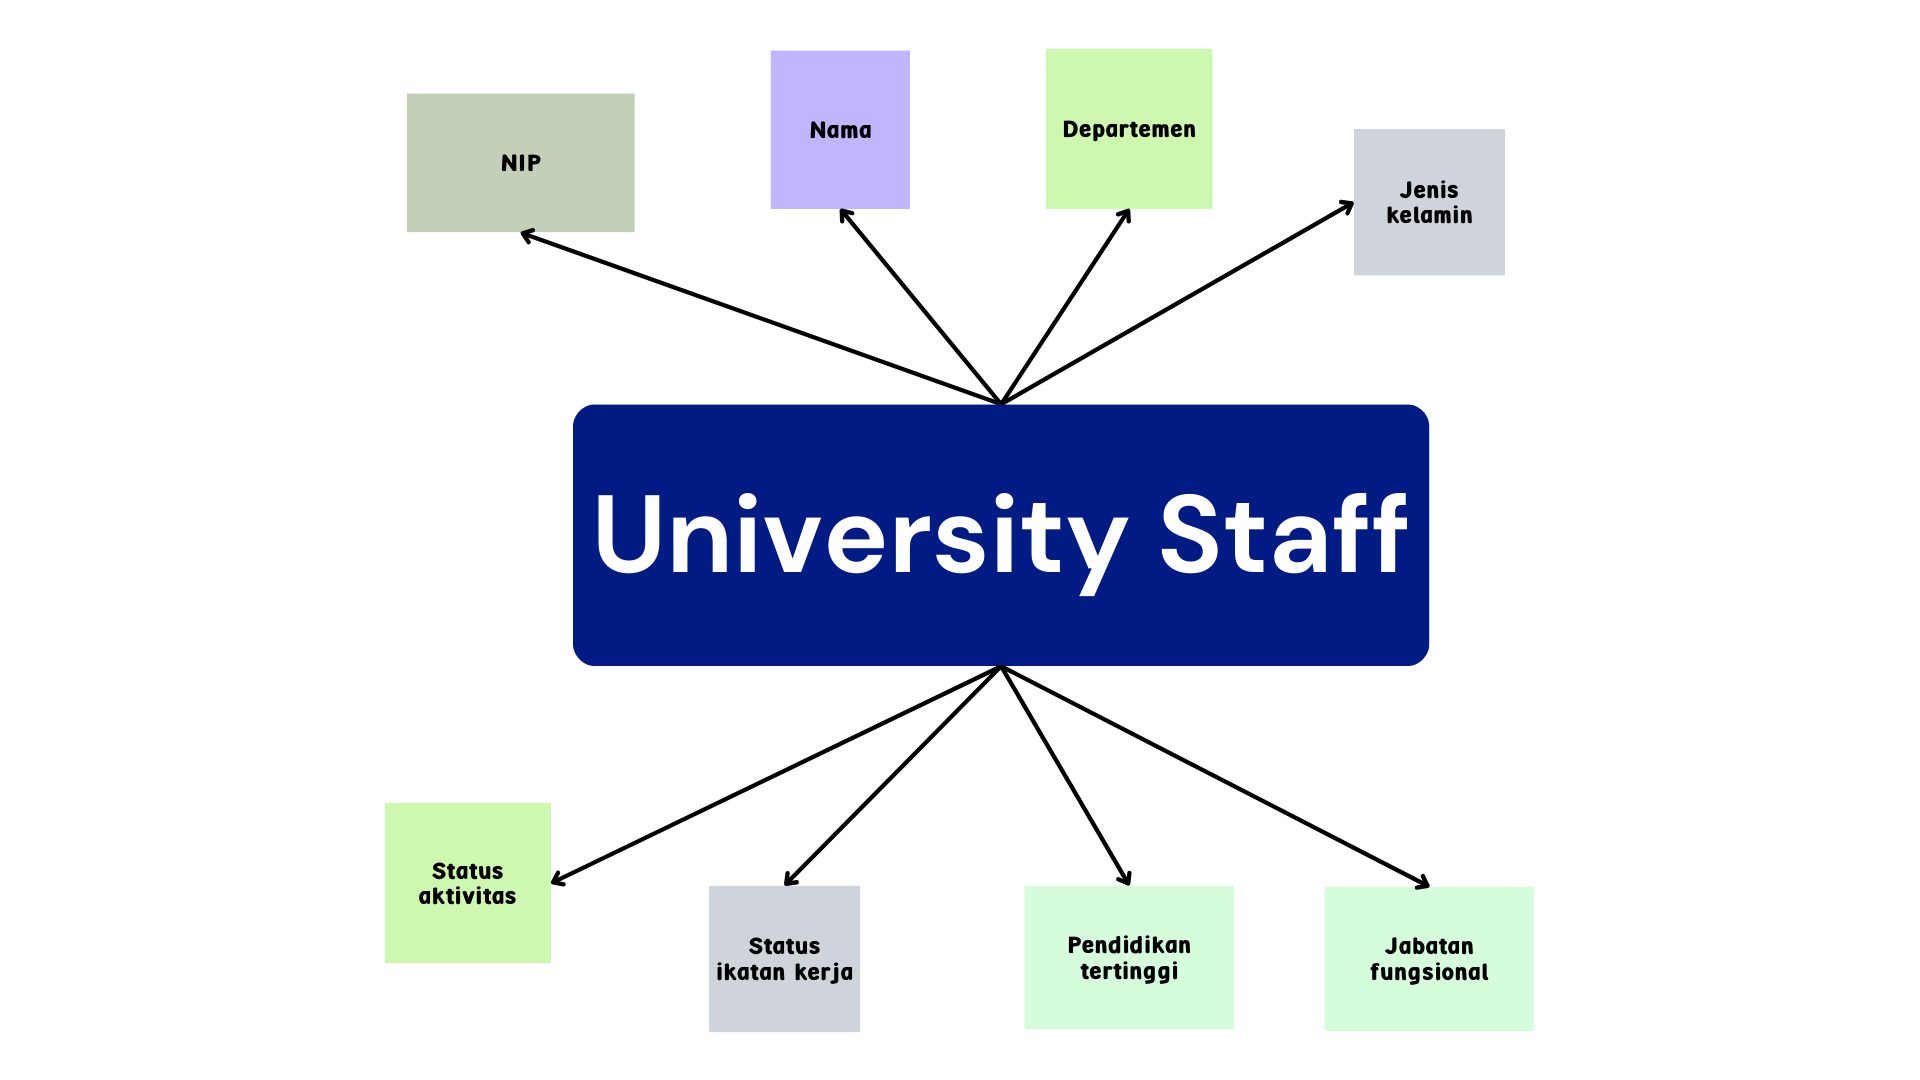 NIP
Nama
Departemen
Jenis
kelamin
University Staff
Status
aktivitas
Status
ikatan kerja
Pendidikan
tertinggi
Jabatan
fungsional